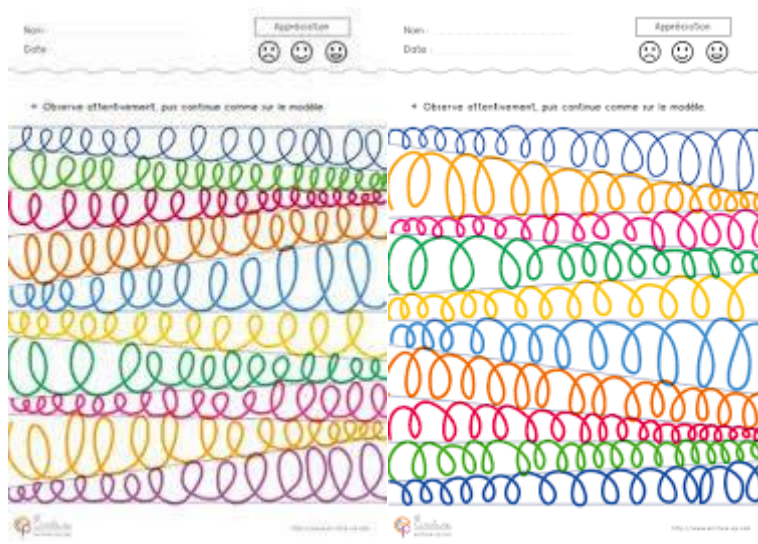 Nom :
Appréciation
Date :
Observe attentivement, puis continue comme sur le modèle.
Nom :
Appréciation
Date :
Observe attentivement, puis continue comme sur le modèle.